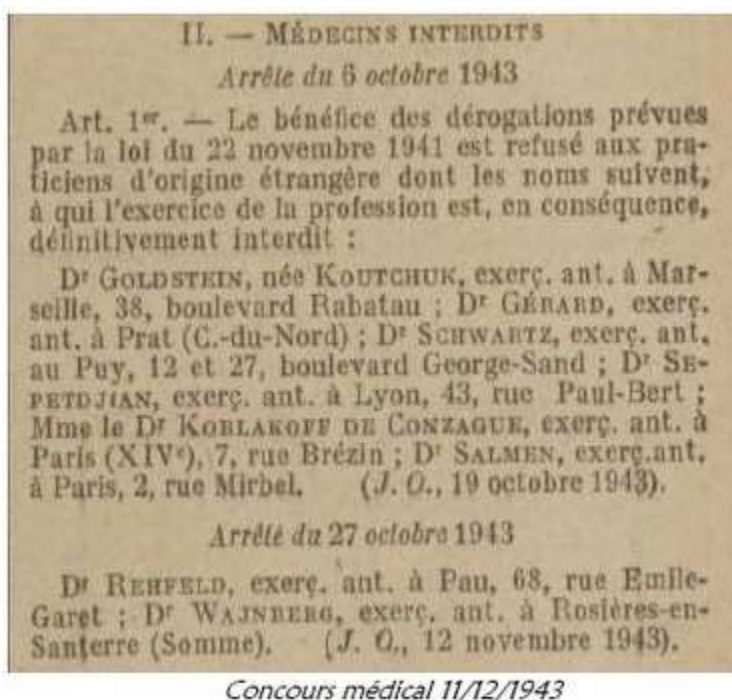 II. — MÉDECINS INTERDITS
Arrête du 6 octobre 1943
Art. 1er. — Le bénéfice des dérogations prévues
par la loi du 22 novembre 1941 est refusé aux pra-
ticiens d'origine étrangère dont les noms suivent,
à qui l'exercice de la profession est, en conséquence,
définitivement interdit :
Dr GOLDSTEIN, née KOUTCHUK, exerç. ant. à Mar-
seille, 38, boulevard Rabatau ; Dr GÉRARD, exerç.
ant. à Prat (C.-du-Nord) ; Dr SCHWARTZ, exerç. ant.
au Puy, 12 et 27, boulevard George-Sand ; Dr SE-
PETDJIAN, exerç. ant. à Lyon, 43, rue Paul-Bert ;
Mme le Dr KOBLAKOFF DE CONZAGUE, exerç. ant. à
Paris (XIVe), 7, rue Brézin ; Dr SALMEN, exerç.ant.
à Paris, 2, rue Mirbel. (J. O., 19 octobre 1943).
Arrêté du 27 octobre 1943
Dr REHFELD, exerç. ant. à Pau, 68, rue Emile-
Garet ; Dr WAJNBERG, exerç. ant. à Rosières-en-
Santerre (Somme). (J. O., 12 novembre 1943).
Concours médical 11/12/1943